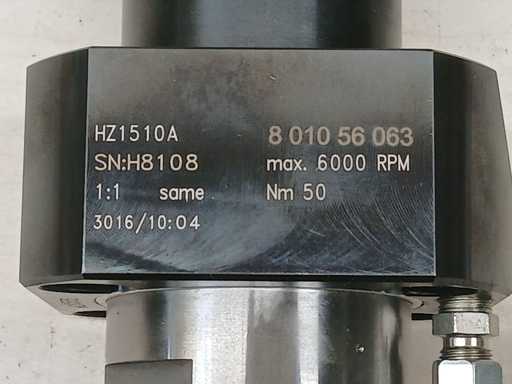 HZ1510A 8 010 56 063
SN:H8108 max. 6000 RPM
1:1 same Nm 50
3016/10:04